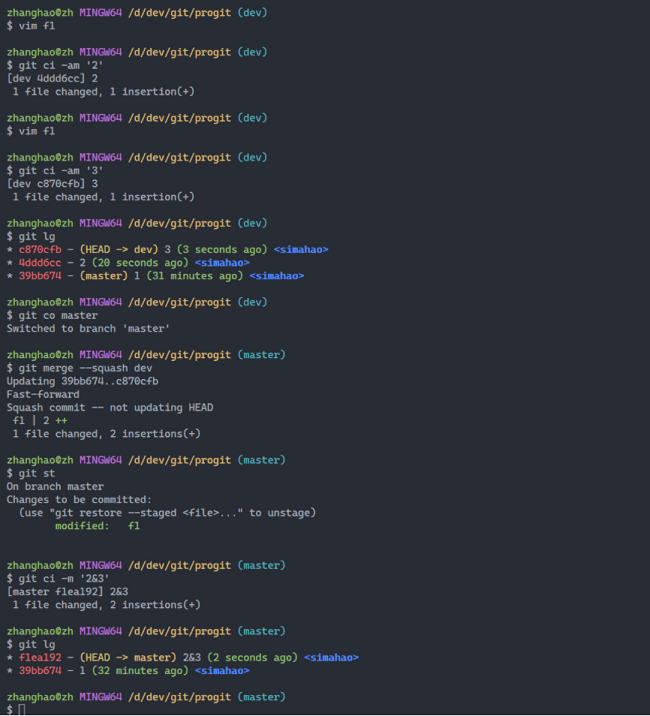 zhanghao@zh MINGW64 /d/dev/git/progit (dev)
$ vim f1
zhanghao@zh MINGW64 /d/dev/git/progit (dev)
$ git ci -am '2'
[dev 4ddd6cc] 2
 1 file changed, 1 insertion(+)
zhanghao@zh MINGW64 /d/dev/git/progit (dev)
$ vim f1
zhanghao@zh MINGW64 /d/dev/git/progit (dev)
$ git ci -am '3'
[dev c870cfb] 3
 1 file changed, 1 insertion(+)
zhanghao@zh MINGW64 /d/dev/git/progit (dev)
$ git lg
* c870cfb - (HEAD -> dev) 3 (3 seconds ago) <simahao>
* 4ddd6cc - 2 (20 seconds ago) <simahao>
* 39bb674 - (master) 1 (31 minutes ago) <simahao>
zhanghao@zh MINGW64 /d/dev/git/progit (dev)
$ git co master
Switched to branch 'master'
zhanghao@zh MINGW64 /d/dev/git/progit (master)
$ git merge --squash dev
Updating 39bb674..c870cfb
Fast-forward
Squash commit -- not updating HEAD
 f1 | 2 ++
 1 file changed, 2 insertions(+)
zhanghao@zh MINGW64 /d/dev/git/progit (master)
$ git st
On branch master
Changes to be committed:
  (use "git restore --staged <file>..." to unstage)
        modified:   f1
zhanghao@zh MINGW64 /d/dev/git/progit (master)
$ git ci -m '2&3'
[master f1ea192] 2&3
 1 file changed, 2 insertions(+)
zhanghao@zh MINGW64 /d/dev/git/progit (master)
$ git lg
* f1ea192 - (HEAD -> master) 2&3 (2 seconds ago) <simahao>
* 39bb674 - 1 (32 minutes ago) <simahao>
zhanghao@zh MINGW64 /d/dev/git/progit (master)
$